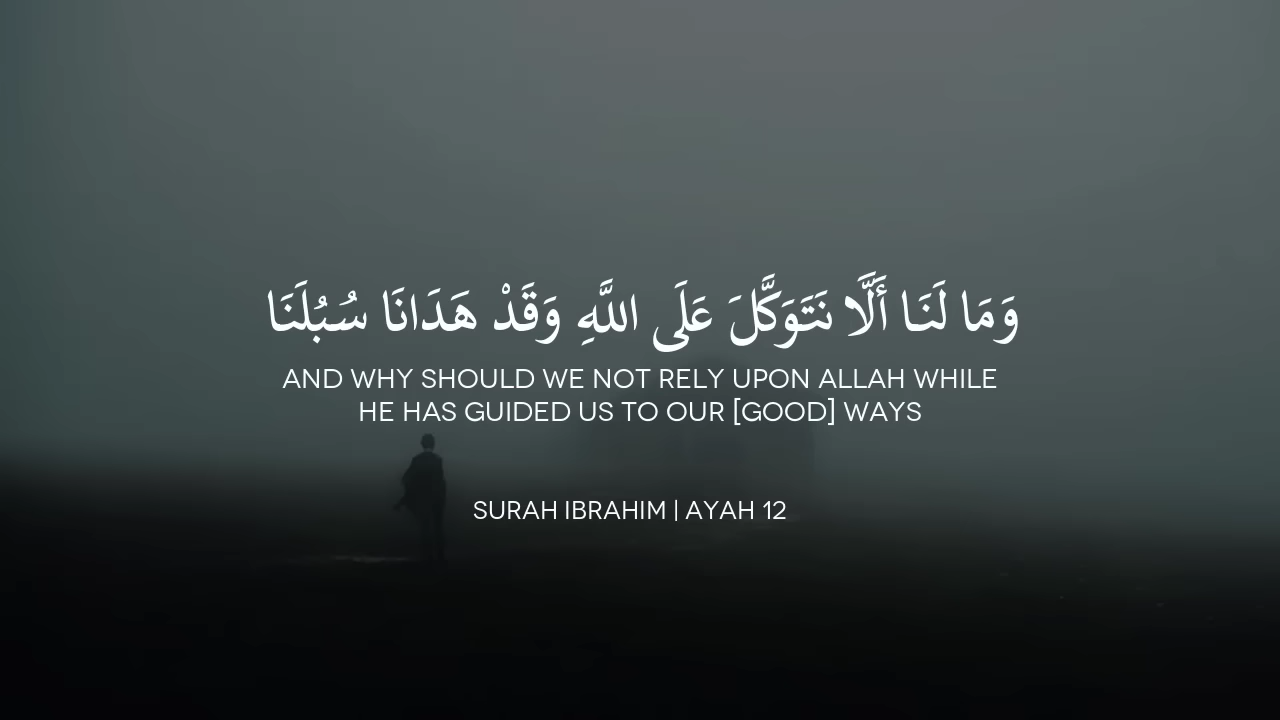 وَمَا لَنَا أَلَّا نَتَوَكَّلَ عَلَى اللَّهِ وَقَدْ هَدَانَا سُبُلَنَا
AND WHY SHOULD WE NOT RELY UPON ALLAH WHILE
HE HAS GUIDED US TO OUR [GOOD] WAYS
SURAH IBRAHIM | AYAH 12